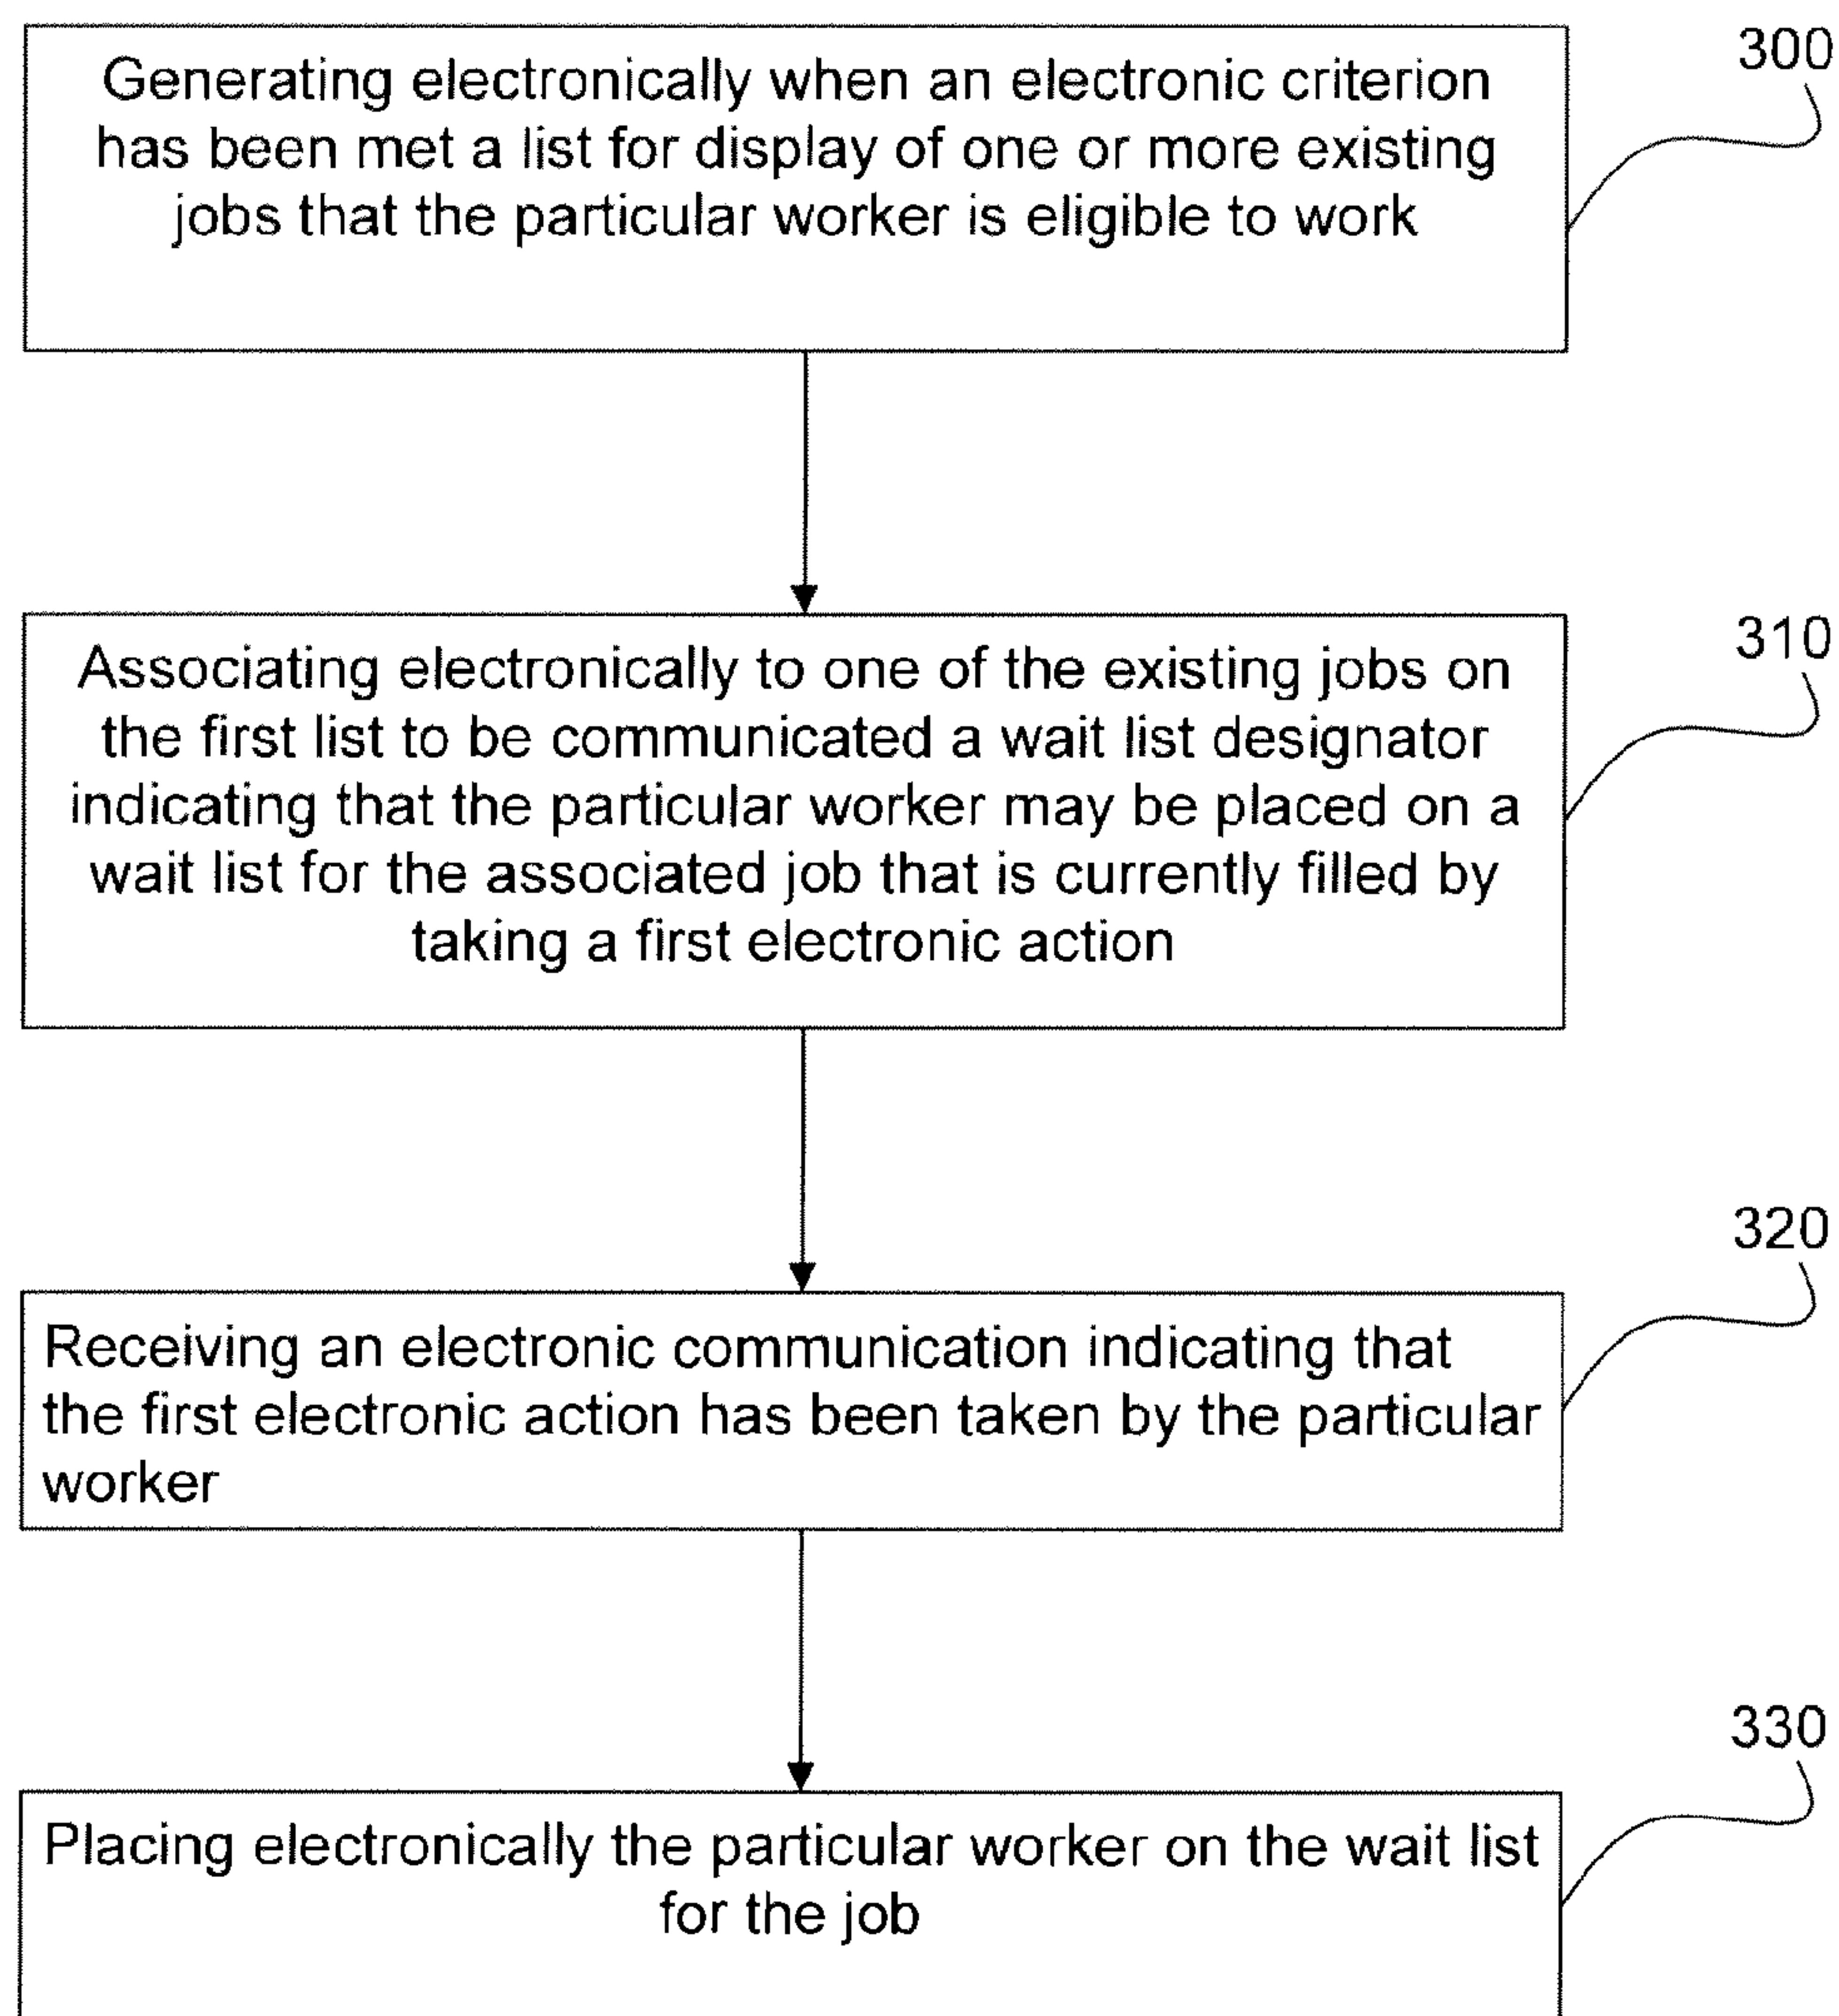 300
Generating electronically when an electronic criterion
has been met a list for display of one or more existing
jobs that the particular worker is eligible to work
310
Associating electronically to one of the existing jobs on
the first list to be communicated a wait list designator
indicating that the particular worker may be placed on a
wait list for the associated job that is currently filled by
taking a first electronic action
320
Receiving an electronic communication indicating that
the first electronic action has been taken by the particular
worker
330
Placing electronically the particular worker on the wait list
for the job